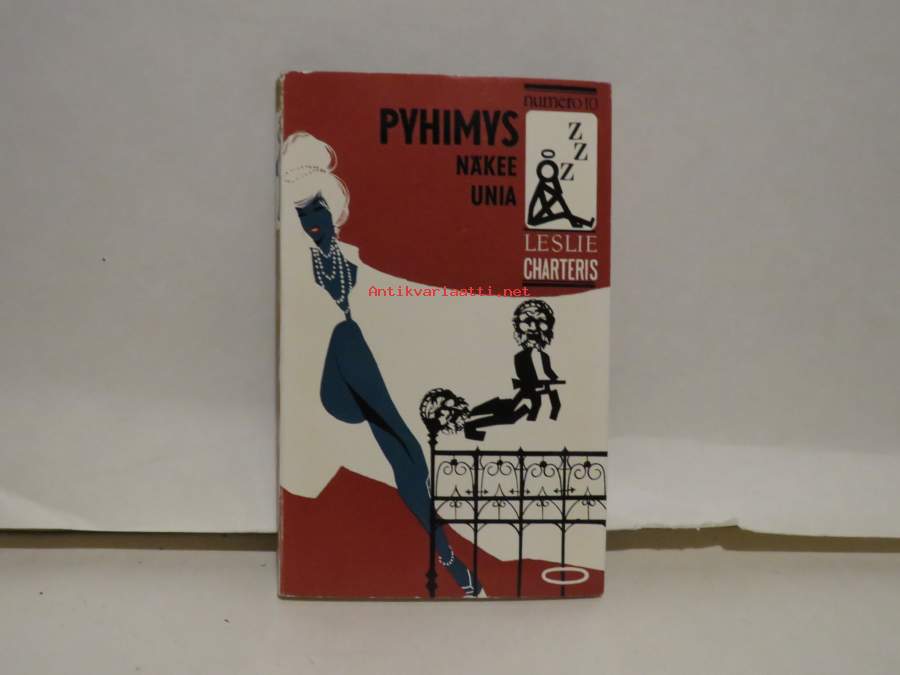 PYHIMYS
NÄKEE
UNIA
numero 10
Z
Z
Z
LESLIE
CHARTERIS
Antikvariaatti.net